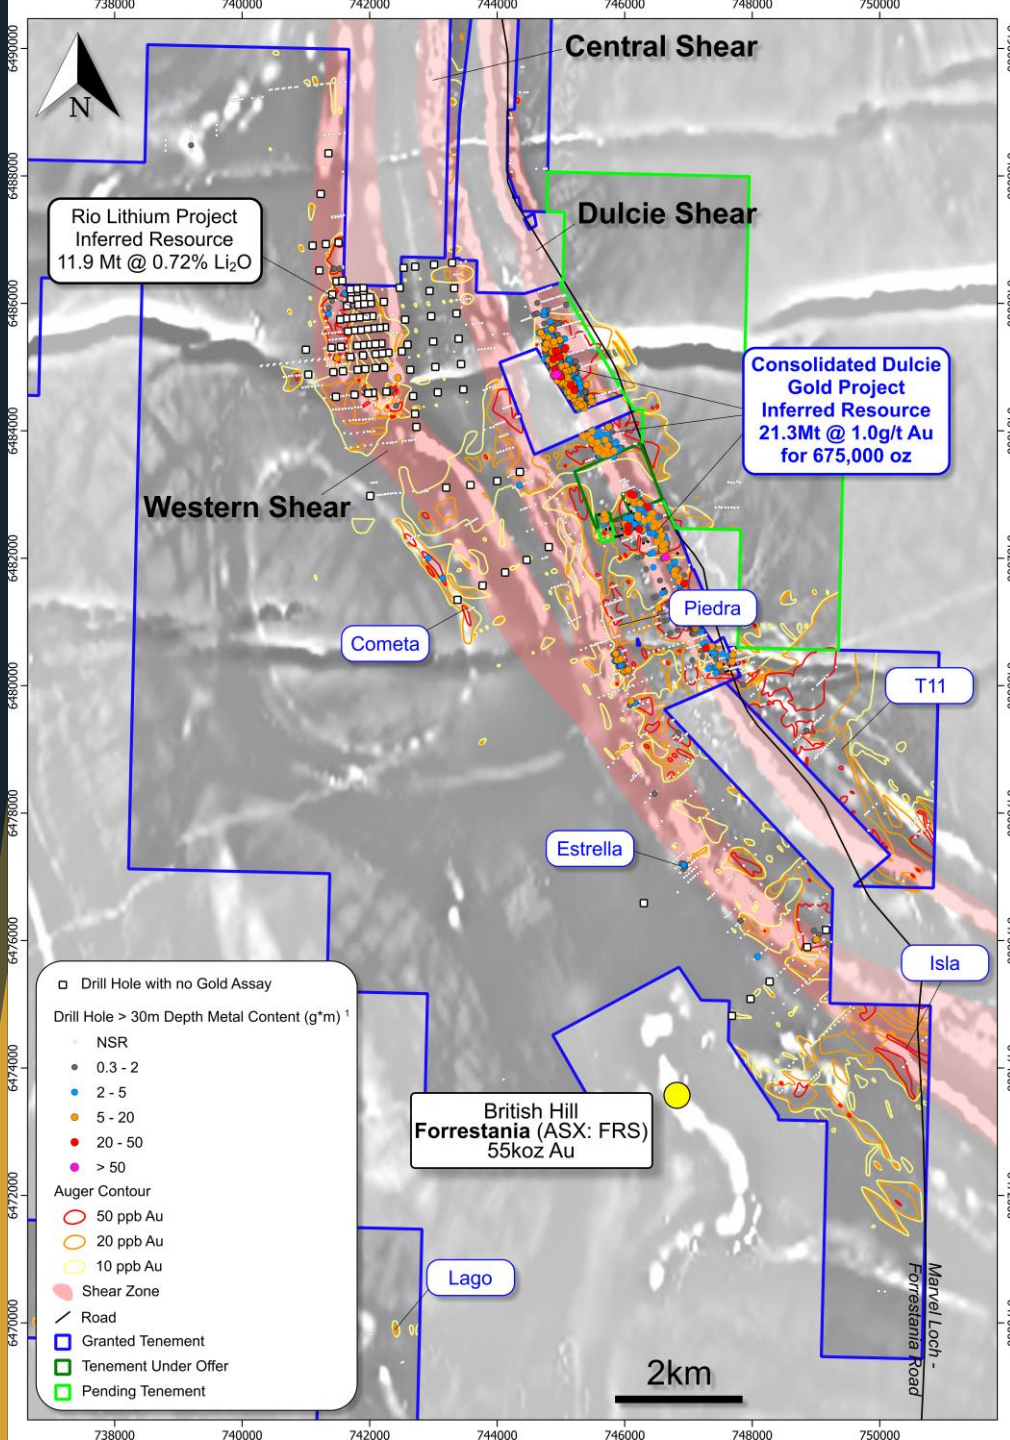 738000 740000 742000 744000 746000 748000 750000
6490000
6488000
6486000
6484000
6482000
6480000
6478000
6476000
6474000
6472000
6470000
N
Central Shear
Dulcie Shear
Rio Lithium Project
Inferred Resource
11.9 Mt @ 0.72% Li₂O
Consolidated Dulcie
Gold Project
Inferred Resource
21.3Mt @ 1.0g/t Au
for 675,000 oz
Western Shear
Piedra
Cometa
T11
Estrella
Isla
British Hill
Forrestania (ASX: FRS)
55koz Au
Lago
Marvel Loch -
Forrestania Road
2km
Drill Hole with no Gold Assay
Drill Hole > 30m Depth Metal Content (g*m) ¹
NSR
0.3 - 2
2 - 5
5 - 20
20 - 50
> 50
Auger Contour
50 ppb Au
20 ppb Au
10 ppb Au
Shear Zone
Road
Granted Tenement
Tenement Under Offer
Pending Tenement
738000 740000 742000 744000 746000 748000 750000